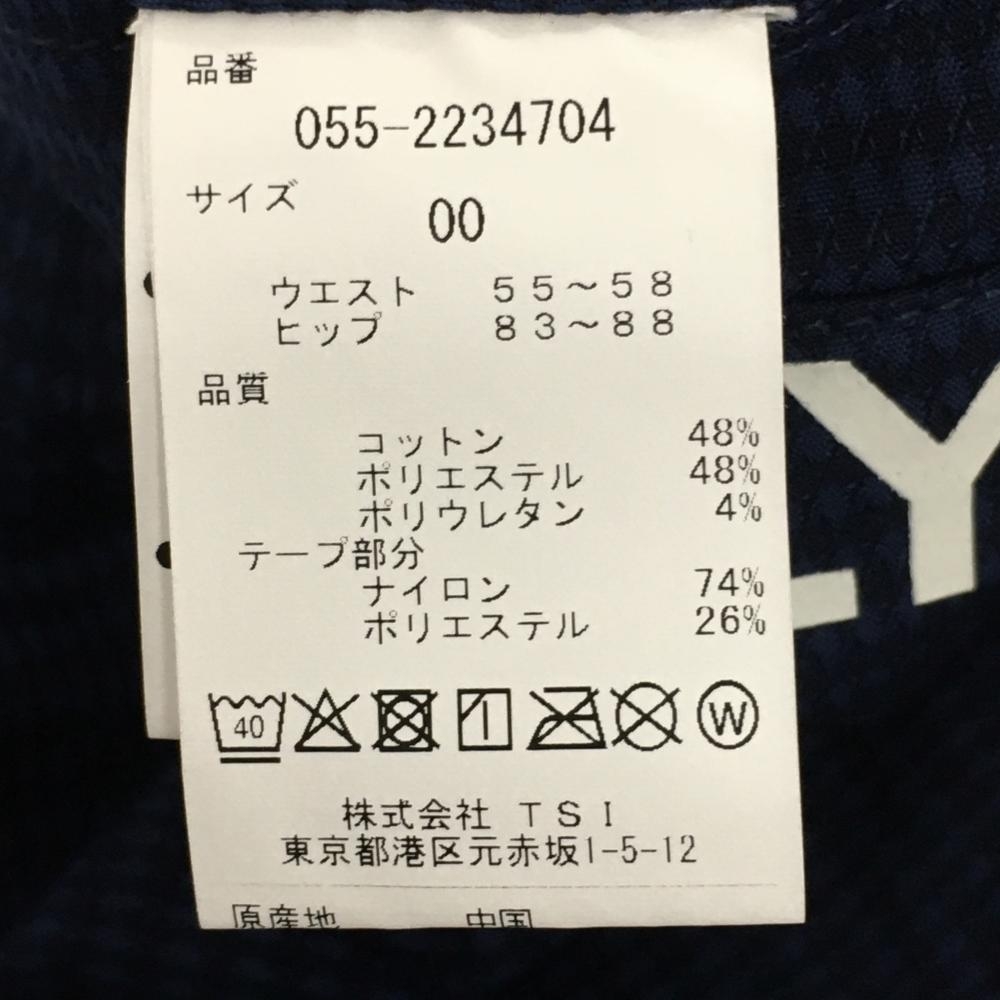 品番
055-2234704
サイズ
00
ウエスト 55～58
ヒップ 83～88
品質
コットン 48%
ポリエステル 48%
ポリウレタン 4%
テープ部分
ナイロン 74%
ポリエステル 26%
40
W
株式会社 TSI
東京都港区元赤坂1-5-12
原産地 中国
LY